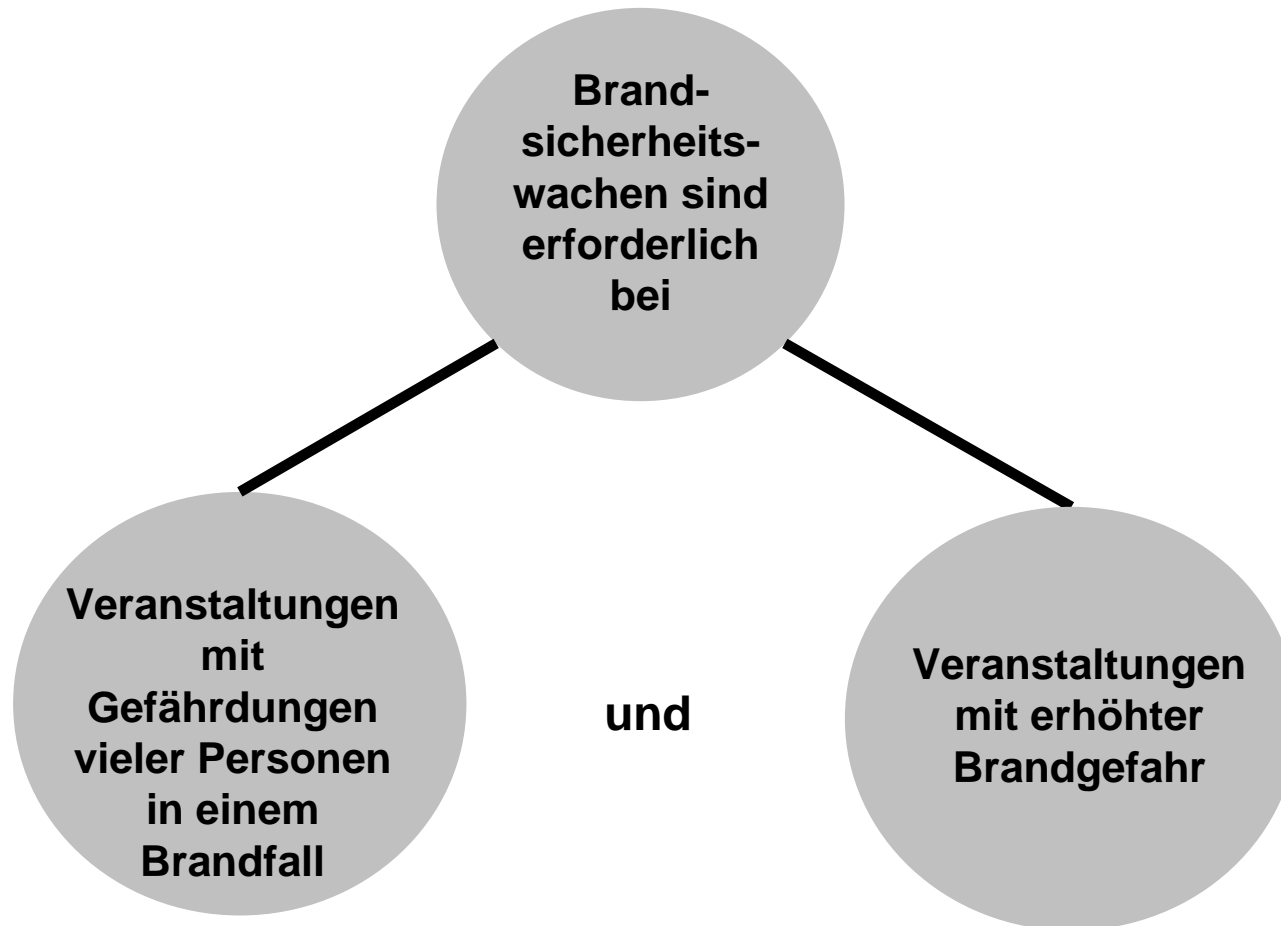 Brand-
sicherheits-
wachen sind
erforderlich
bei
Veranstaltungen
mit
Gefährdungen
vieler Personen
in einem
Brandfall
und
Veranstaltungen
mit erhöhter
Brandgefahr